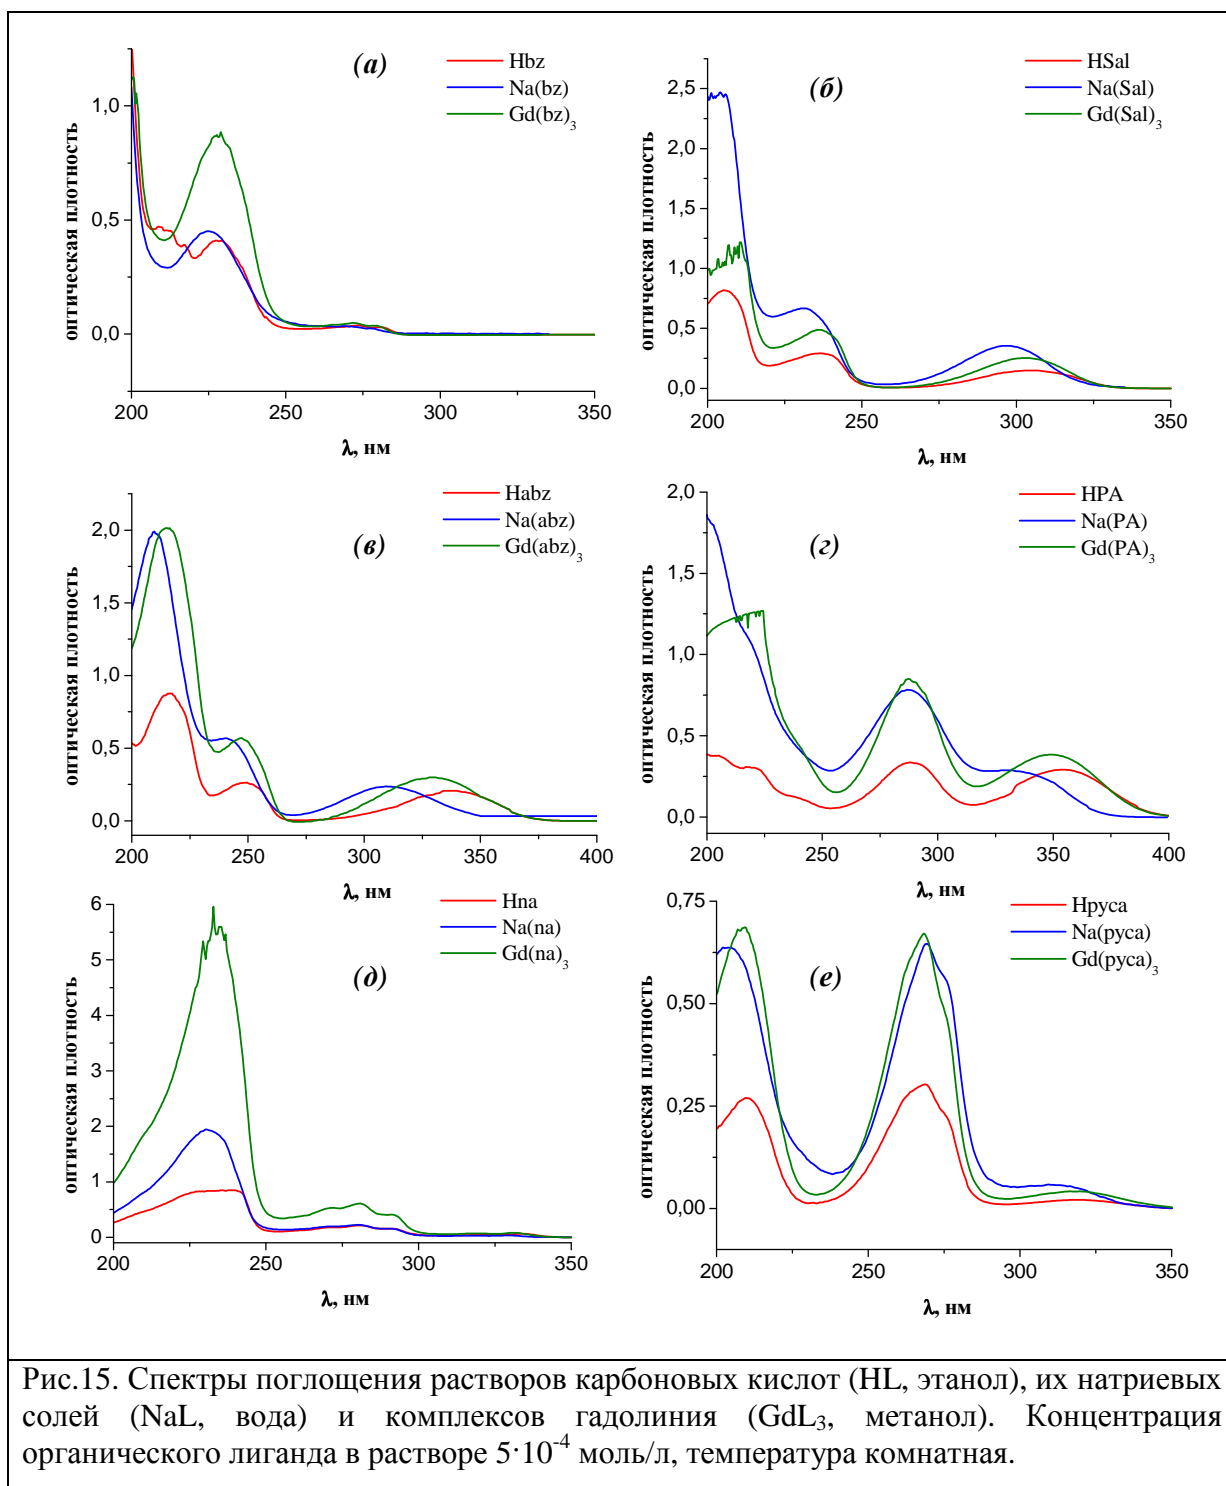 (а)
Hbz
Na(bz)
Gd(bz)3
оптическая плотность
1,0
0,5
0,0
200 250 300 350
λ, нм
(б)
HSal
Na(Sal)
Gd(Sal)3
оптическая плотность
2,5
2,0
1,5
1,0
0,5
0,0
200 250 300 350
λ, нм
(в)
Habz
Na(abz)
Gd(abz)3
оптическая плотность
2,0
1,5
1,0
0,5
0,0
200 250 300 350 400
λ, нм
(г)
HPA
Na(PA)
Gd(PA)3
оптическая плотность
2,0
1,5
1,0
0,5
0,0
200 250 300 350 400
λ, нм
(д)
Hna
Na(na)
Gd(na)3
оптическая плотность
6
5
4
3
2
1
0
200 250 300 350
λ, нм
(е)
Hpyca
Na(pyca)
Gd(pyca)3
оптическая плотность
0,75
0,50
0,25
0,00
200 250 300 350
λ, нм
Рис.15. Спектры поглощения растворов карбоновых кислот (HL, этанол), их натриевых
солей (NaL, вода) и комплексов гадолиния (GdL3, метанол). Концентрация
органического лиганда в растворе 5·10-4 моль/л, температура комнатная.